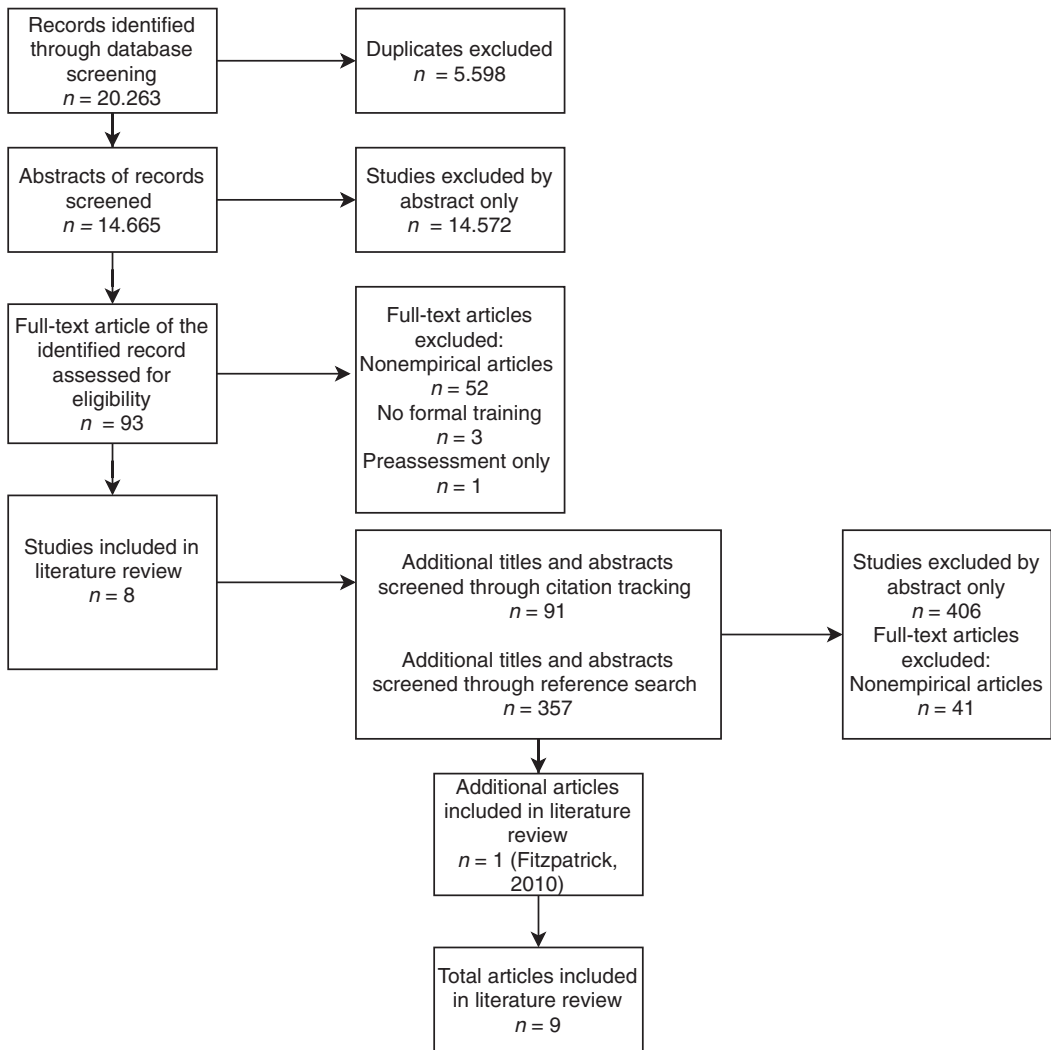 Records identified
through database
screening
n = 20.263
Duplicates excluded
n = 5.598
Abstracts of records
screened
n = 14.665
Studies excluded by
abstract only
n = 14.572
Full-text article of the
identified record
assessed for
eligibility
n = 93
Full-text articles
excluded:
Nonempirical articles
n = 52
No formal training
n = 3
Preassessment only
n = 1
Studies included in
literature review
n = 8
Additional titles and abstracts
screened through citation tracking
n = 91
Additional titles and abstracts
screened through reference search
n = 357
Studies excluded by
abstract only
n = 406
Full-text articles
excluded:
Nonempirical articles
n = 41
Additional articles
included in literature
review
n = 1 (Fitzpatrick,
2010)
Total articles included
in literature review
n = 9